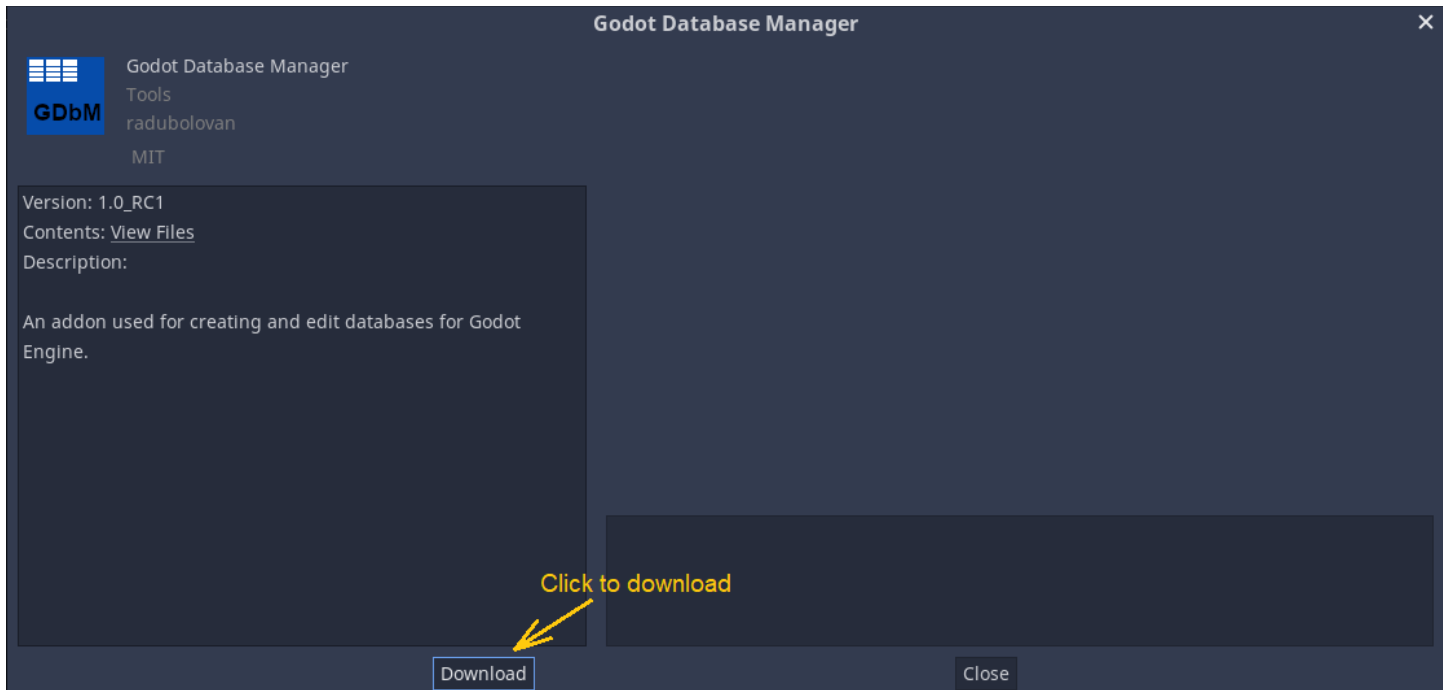 Godot Database Manager
GDbM
Godot Database Manager
Tools
radubolovan
MIT
Version: 1.0_RC1
Contents: View Files
Description:
An addon used for creating and edit databases for Godot
Engine.
Click to download
Download
Close